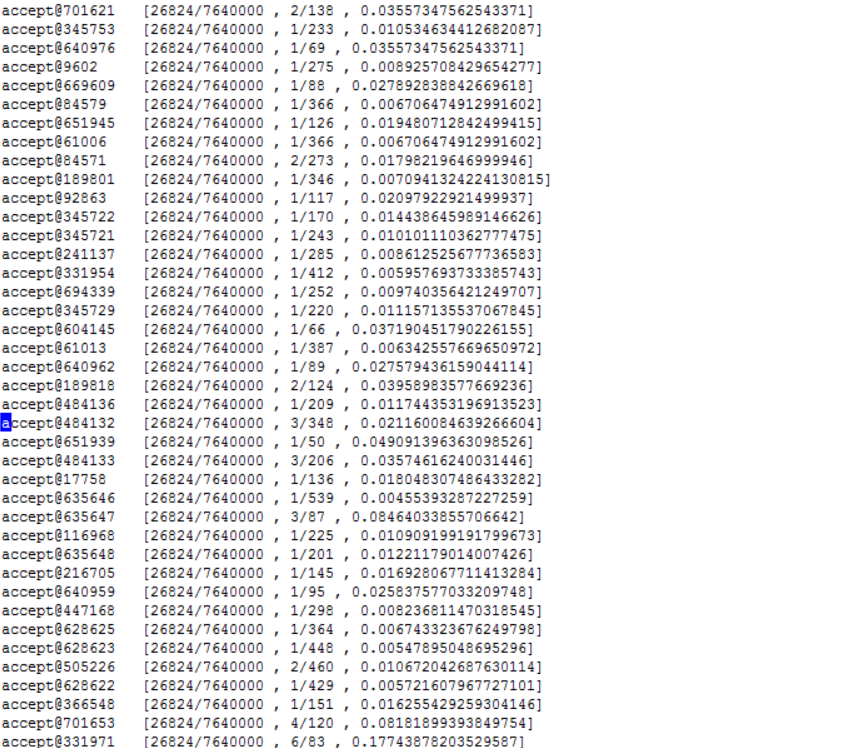 accept@701621 [26824/7640000 , 2/138 , 0.03557347562543371]
accept@345753 [26824/7640000 , 1/233 , 0.010534634412682087]
accept@640976 [26824/7640000 , 1/69 , 0.03557347562543371]
accept@9602 [26824/7640000 , 1/275 , 0.008925708429654277]
accept@669609 [26824/7640000 , 1/88 , 0.027892838842669618]
accept@84579 [26824/7640000 , 1/366 , 0.006706474912991602]
accept@651945 [26824/7640000 , 1/126 , 0.019480712842499415]
accept@61006 [26824/7640000 , 1/366 , 0.006706474912991602]
accept@84571 [26824/7640000 , 2/273 , 0.01798219646999946]
accept@189801 [26824/7640000 , 1/346 , 0.0070941324224130815]
accept@92863 [26824/7640000 , 1/117 , 0.02097922921499937]
accept@345722 [26824/7640000 , 1/170 , 0.014438645989146626]
accept@345721 [26824/7640000 , 1/243 , 0.010101110362777475]
accept@241137 [26824/7640000 , 1/285 , 0.008612525677736583]
accept@331954 [26824/7640000 , 1/412 , 0.005957693733385743]
accept@694339 [26824/7640000 , 1/252 , 0.009740356421249707]
accept@345729 [26824/7640000 , 1/220 , 0.011157135537067845]
accept@604145 [26824/7640000 , 1/66 , 0.037190451790226155]
accept@61013 [26824/7640000 , 1/387 , 0.006342557669650972]
accept@640962 [26824/7640000 , 1/89 , 0.027579436159044114]
accept@189818 [26824/7640000 , 2/124 , 0.03958983577669236]
accept@484136 [26824/7640000 , 1/209 , 0.011744353196913523]
accept@484132 [26824/7640000 , 3/348 , 0.021160084639266604]
accept@651939 [26824/7640000 , 1/50 , 0.049091396363098526]
accept@484133 [26824/7640000 , 3/206 , 0.03574616240031446]
accept@17758 [26824/7640000 , 1/136 , 0.018048307486433282]
accept@635646 [26824/7640000 , 1/539 , 0.00455393287227259]
accept@635647 [26824/7640000 , 3/87 , 0.08464033855706642]
accept@116968 [26824/7640000 , 1/225 , 0.010909199191799673]
accept@635648 [26824/7640000 , 1/201 , 0.01221179014007426]
accept@216705 [26824/7640000 , 1/145 , 0.016928067711413284]
accept@640959 [26824/7640000 , 1/95 , 0.025837577033209748]
accept@447168 [26824/7640000 , 1/298 , 0.008236811470318545]
accept@628625 [26824/7640000 , 1/364 , 0.006743323676249798]
accept@628623 [26824/7640000 , 1/448 , 0.00547895048695296]
accept@505226 [26824/7640000 , 2/460 , 0.010672042687630114]
accept@628622 [26824/7640000 , 1/429 , 0.005721607967727101]
accept@366548 [26824/7640000 , 1/151 , 0.016255429259304146]
accept@701653 [26824/7640000 , 4/120 , 0.08181899393849754]
accept@331971 [26824/7640000 , 6/83 , 0.17743878203529587]